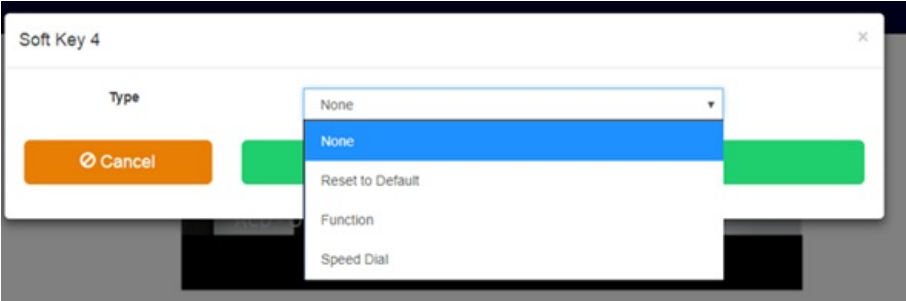 Soft Key 4
×
Type
None
None
Cancel
Reset to Default
Function
Speed Dial